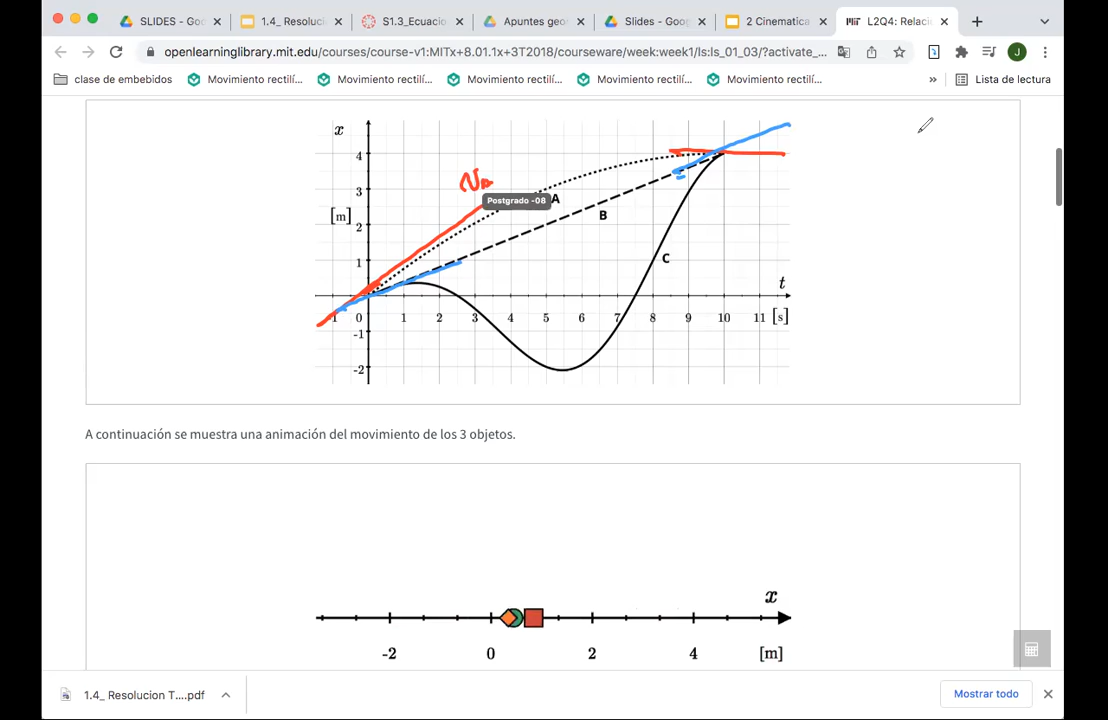 SLIDES - Goo
1.4_ Resoluci
S1.3_Ecuacio
Apuntes geo
Slides - Goog
2 Cinematica
L2Q4: Relaci
openlearninglibrary.mit.edu/courses/course-v1:MITx+8.01.1x+3T2018/courseware/week:week1/ls:ls_01_03/?activate_...
J
clase de embebidos
Movimiento rectilí...
Movimiento rectilí...
Movimiento rectilí...
Movimiento rectilí...
Movimiento rectilí...
»
Lista de lectura
x
4
3
[m]
2
1
-1
-2
Postgrado -08
A
B
C
t
-1 0 1 2 3 4 5 6 7 8 9 10 11 [s]
A continuación se muestra una animación del movimiento de los 3 objetos.
x
-2 0 2 4 [m]
1.4_ Resolucion T....pdf
Mostrar todo